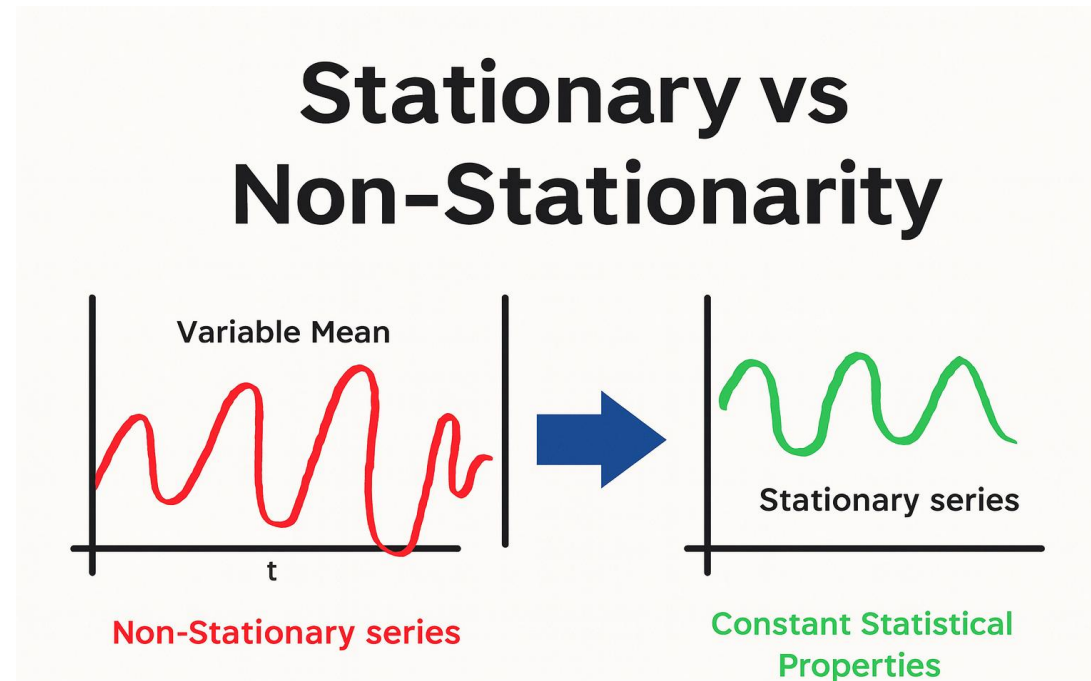 Stationary vs
Non-Stationarity
Variable Mean
t
Non-Stationary series
Stationary series
Constant Statistical
Properties